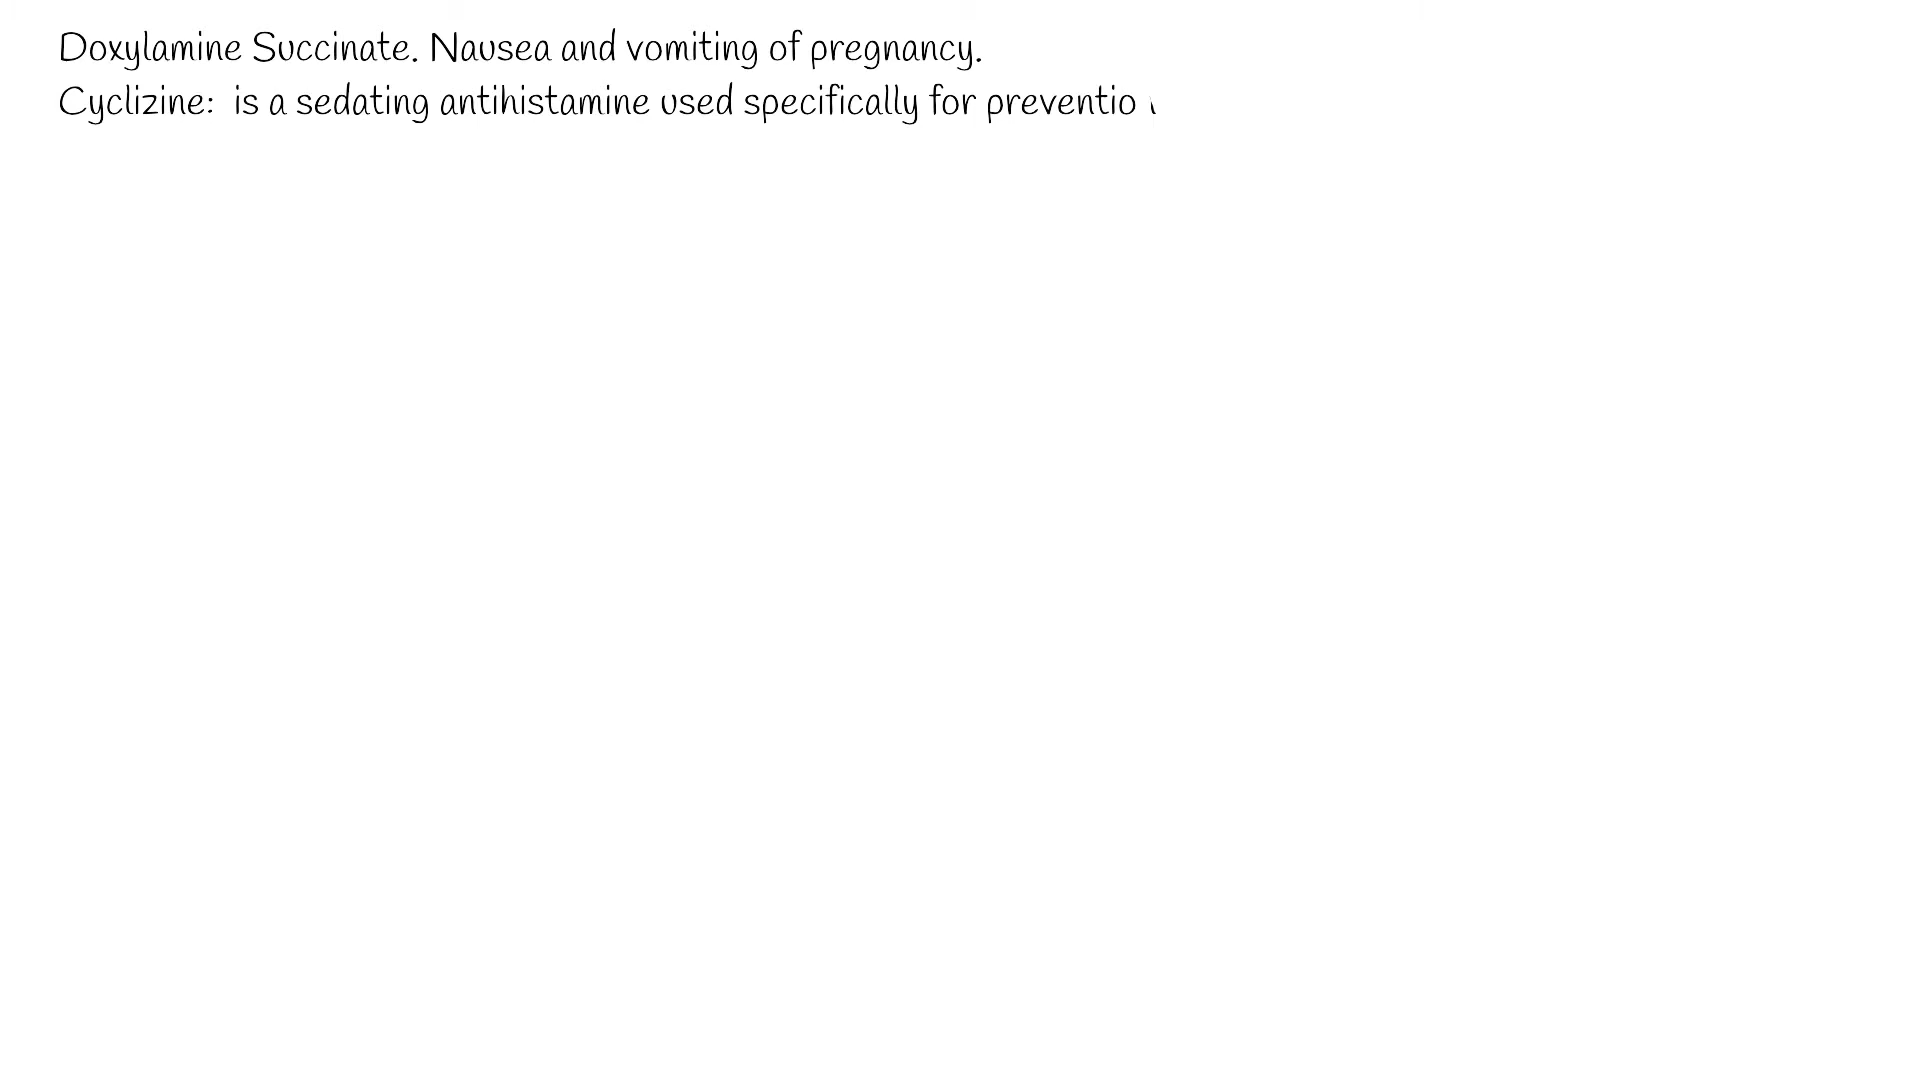 Doxylamine Succinate. Nausea and vomiting of pregnancy.
Cyclizine:  is a sedating antihistamine used specifically for preventio